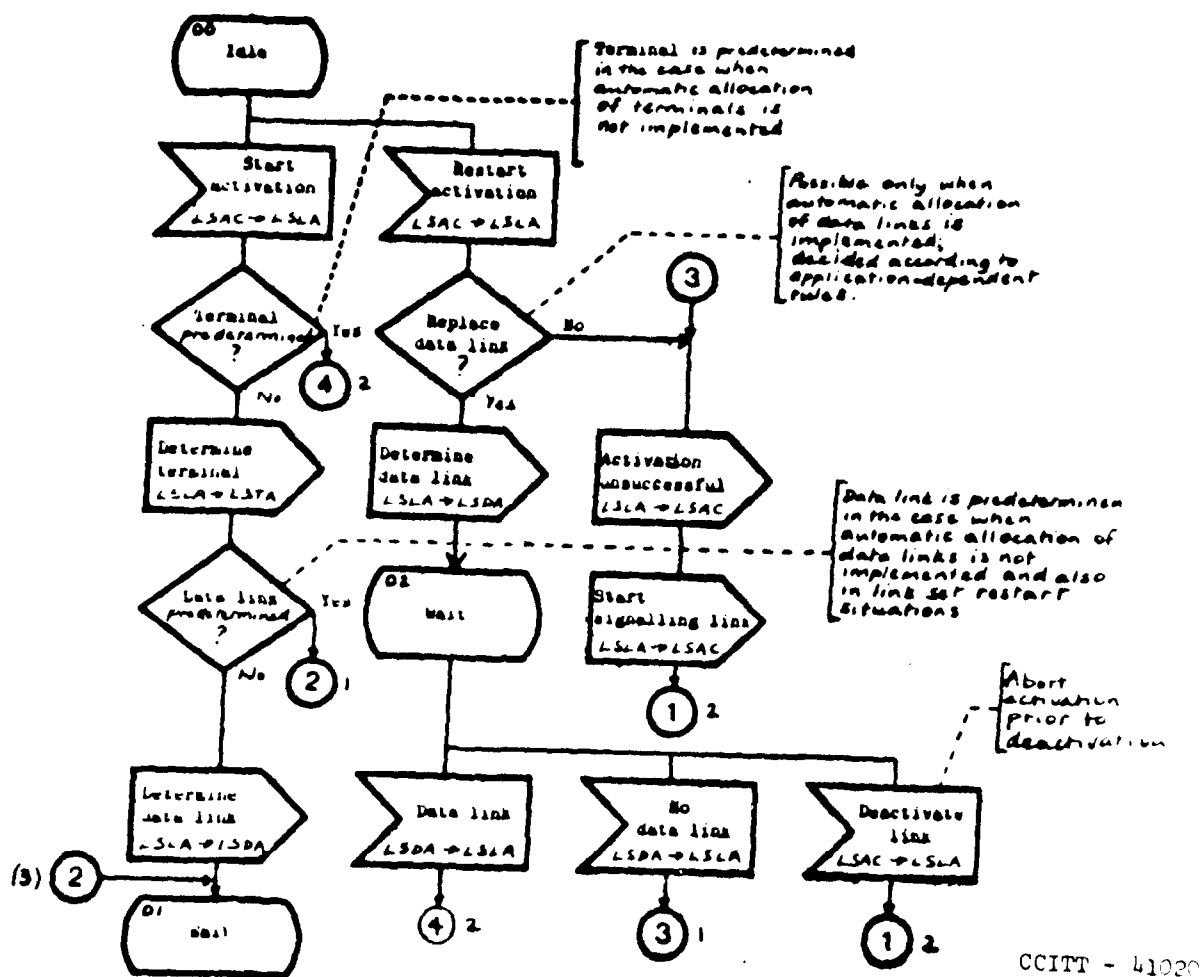 00
Idle
Terminal is predetermined
in the case when
automatic allocation
of terminals is
not implemented
Start
activation
LSAC → LSLA
Restart
activation
LSAC → LSLA
Possible only when
automatic allocation
of data links is
implemented;
decided according to
application-dependent
rules.
3
Terminal
predetermined
?
Yes
4 2
No
Replace
data link
?
No
Yes
Determine
terminal
LSLA → LSTA
Determine
data link
LSLA → LSDA
Activation
unsuccessful
LSLA → LSAC
Data link is predetermined
in the case when
automatic allocation of
data links is not
implemented and also
in link set restart
situations
Data link
predetermined
?
Yes
2 1
No
02
Wait
Start
signalling link
LSLA → LSAC
1 2
Abort
activation
prior to
deactivation
Determine
data link
LSLA → LSDA
Data link
LSDA → LSLA
No
data link
LSDA → LSLA
Deactivate
link
LSAC → LSLA
(3) 2
01
Wait
4 2
3 1
1 2
CCITT -